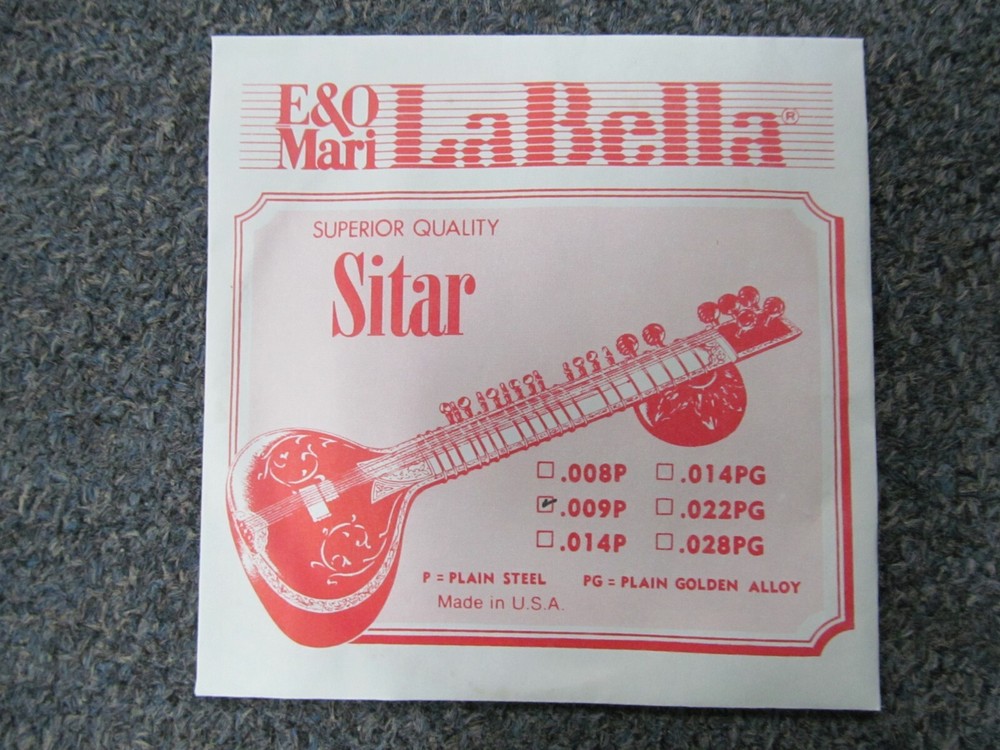 E&O
Mari LaBella®
SUPERIOR QUALITY
Sitar
☐ .008P ☐ .014PG
☑ .009P ☐ .022PG
☐ .014P ☐ .028PG
P = PLAIN STEEL PG = PLAIN GOLDEN ALLOY
Made in U.S.A.